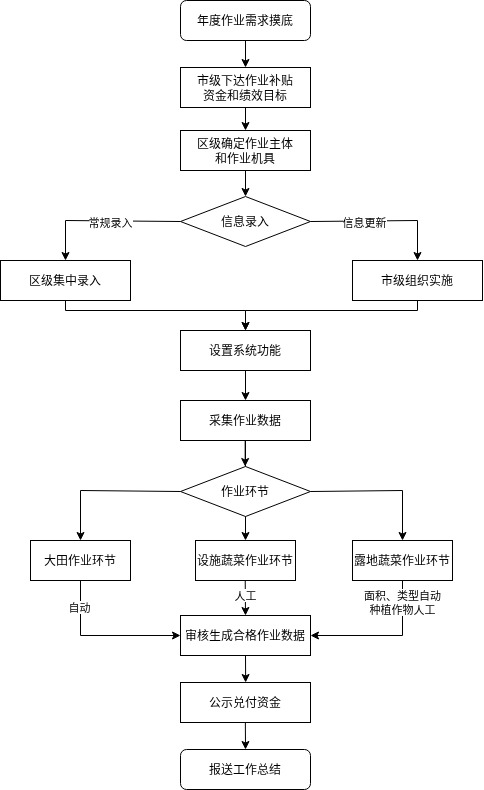 年度作业需求摸底
市级下达作业补贴
资金和绩效目标
区级确定作业主体
和作业机具
信息录入
常规录入
信息更新
区级集中录入
市级组织实施
设置系统功能
采集作业数据
作业环节
大田作业环节
设施蔬菜作业环节
露地蔬菜作业环节
自动
人工
面积、类型自动
种植作物人工
审核生成合格作业数据
公示兑付资金
报送工作总结